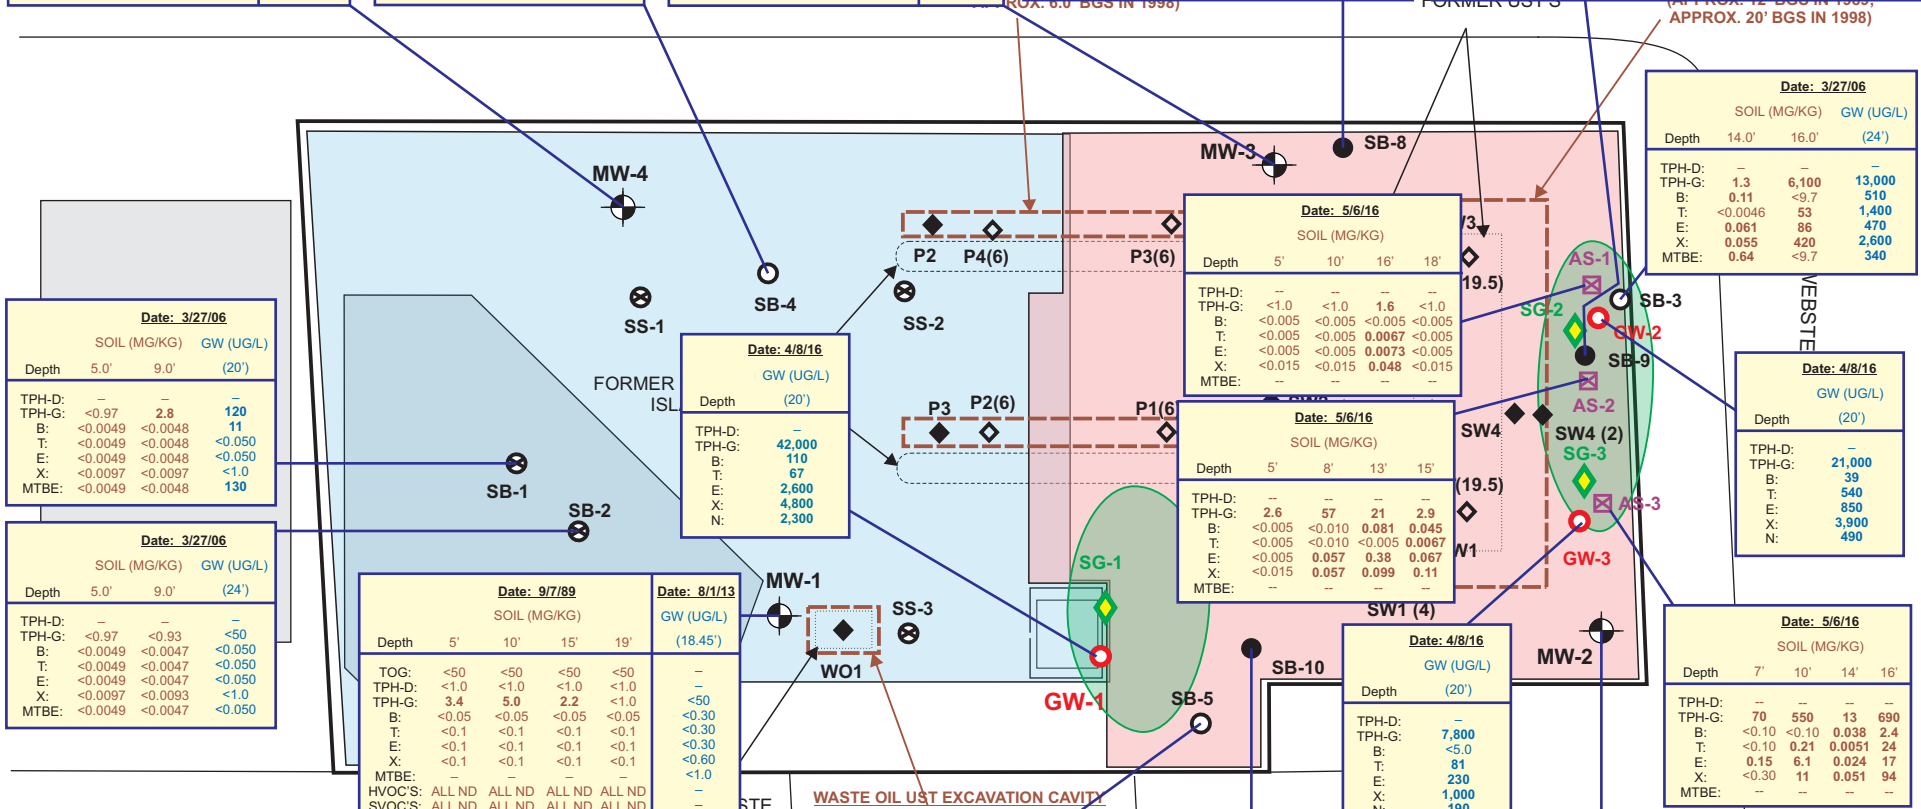 APPROX. 6.0' BGS IN 1998)
FORMER UST'S
(APPROX. 12' BGS IN 1989,
APPROX. 20' BGS IN 1998)
Date: 3/27/06
SOIL (MG/KG) GW (UG/L)
Depth 14.0' 16.0' (24')
TPH-D: – – –
TPH-G: 1.3 6,100 13,000
B: 0.11 <9.7 510
T: <0.0046 53 1,400
E: 0.061 86 470
X: 0.055 420 2,600
MTBE: 0.64 <9.7 340
MW-4
MW-3
SB-8
P2
P4(6)
P3(6)
SB-4
SS-1
SS-2
Date: 5/6/16
SOIL (MG/KG)
Depth 5' 10' 16' 18'
TPH-D: -- -- -- --
TPH-G: <1.0 <1.0 1.6 <1.0
B: <0.005 <0.005 <0.005 <0.005
T: <0.005 <0.005 0.0067 <0.005
E: <0.005 <0.005 0.0073 <0.005
X: <0.015 <0.015 0.048 <0.015
MTBE: -- -- -- --
19.5)
AS-1
SG-2
SB-3
GW-2
SB-9
AS-2
WEBSTE
Date: 3/27/06
SOIL (MG/KG) GW (UG/L)
Depth 5.0' 9.0' (20')
TPH-D: – – –
TPH-G: <0.97 2.8 120
B: <0.0049 <0.0048 11
T: <0.0049 <0.0048 <0.050
E: <0.0049 <0.0048 <0.050
X: <0.0097 <0.0097 <1.0
MTBE: <0.0049 <0.0048 130
FORMER
ISL
Date: 4/8/16
GW (UG/L)
Depth (20')
TPH-D: –
TPH-G: 42,000
B: 110
T: 67
E: 2,600
X: 4,800
N: 2,300
P3
P2(6)
P1(6
Date: 5/6/16
SOIL (MG/KG)
Depth 5' 8' 13' 15'
TPH-D: -- -- -- --
TPH-G: 2.6 57 21 2.9
B: <0.005 <0.010 0.081 0.045
T: <0.005 <0.010 <0.005 0.0067
E: <0.005 0.057 0.38 0.067
X: <0.015 0.057 0.099 0.11
MTBE: -- -- -- --
SW4
SW4 (2)
SG-3
AS-3
(19.5)
W1
GW-3
SW1 (4)
MW-2
Date: 4/8/16
GW (UG/L)
Depth (20')
TPH-D: –
TPH-G: 21,000
B: 39
T: 540
E: 850
X: 3,900
N: 490
SB-1
SB-2
Date: 3/27/06
SOIL (MG/KG) GW (UG/L)
Depth 5.0' 9.0' (24')
TPH-D: – – –
TPH-G: <0.97 <0.93 <50
B: <0.0049 <0.0047 <0.050
T: <0.0049 <0.0047 <0.050
E: <0.0049 <0.0047 <0.050
X: <0.0097 <0.0093 <1.0
MTBE: <0.0049 <0.0047 <0.050
Date: 9/7/89 Date: 8/1/13
SOIL (MG/KG) GW (UG/L)
Depth 5' 10' 15' 19' (18.45')
TOG: <50 <50 <50 <50 –
TPH-D: <1.0 <1.0 <1.0 <1.0 –
TPH-G: 3.4 5.0 2.2 <1.0 <50
B: <0.05 <0.05 <0.05 <0.05 <0.30
T: <0.1 <0.1 <0.1 <0.1 <0.30
E: <0.1 <0.1 <0.1 <0.1 <0.30
X: <0.1 <0.1 <0.1 <0.1 <0.60
MTBE: – – – – <1.0
HVOC'S: ALL ND ALL ND ALL ND ALL ND –
SVOC'S: ALL ND ALL ND ALL ND ALL ND –
MW-1
WO1
SS-3
SG-1
GW-1
SB-5
SB-10
STE
WASTE OIL UST EXCAVATION CAVITY
Date: 4/8/16
GW (UG/L)
Depth (20')
TPH-D: –
TPH-G: 7,800
B: <5.0
T: 81
E: 230
X: 1,000
N: 190
Date: 5/6/16
SOIL (MG/KG)
Depth 7' 10' 14' 16'
TPH-D: -- -- -- --
TPH-G: 70 550 13 690
B: <0.10 <0.10 0.038 2.4
T: <0.10 0.21 0.0051 24
E: 0.15 6.1 0.024 17
X: <0.30 11 0.051 94
MTBE: -- -- -- --